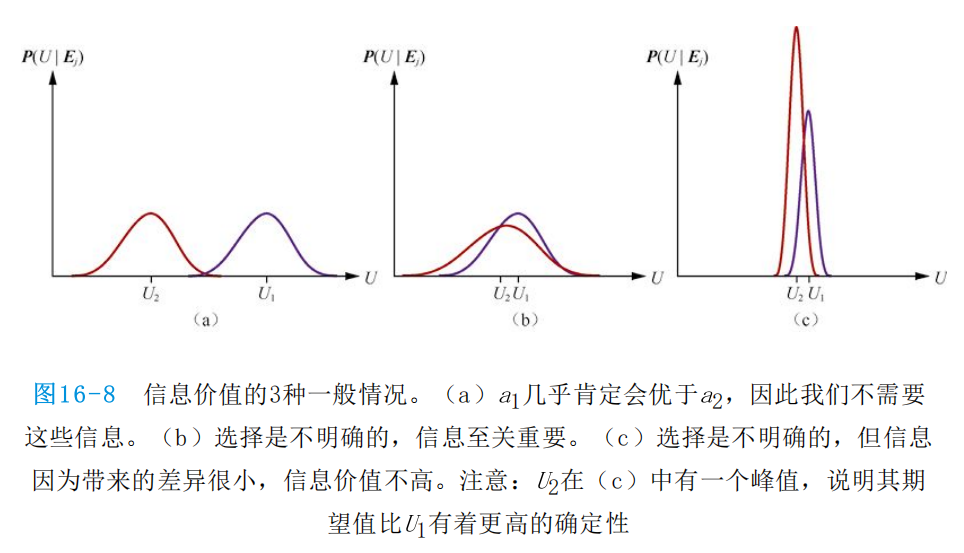 P(U | Eⱼ)
U
U₂
U₁
（a）
P(U | Eⱼ)
U
U₂ U₁
（b）
P(U | Eⱼ)
U
U₂ U₁
（c）
图16-8 信息价值的3种一般情况。（a）a₁几乎肯定会优于a₂，因此我们不需要
这些信息。（b）选择是不明确的，信息至关重要。（c）选择是不明确的，但信息
因为带来的差异很小，信息价值不高。注意：U₂在（c）中有一个峰值，说明其期
望值比U₁有着更高的确定性